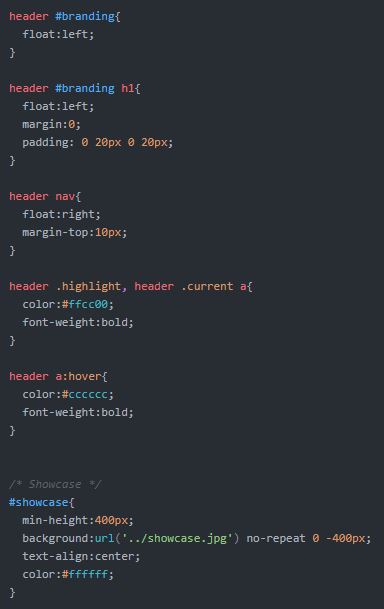 header #branding{
  float:left;
}

header #branding h1{
  float:left;
  margin:0;
  padding: 0 20px 0 20px;
}

header nav{
  float:right;
  margin-top:10px;
}

header .highlight, header .current a{
  color:#ffcc00;
  font-weight:bold;
}

header a:hover{
  color:#cccccc;
  font-weight:bold;
}


/* Showcase */
#showcase{
  min-height:400px;
  background:url('../showcase.jpg') no-repeat 0 -400px;
  text-align:center;
  color:#ffffff;
}